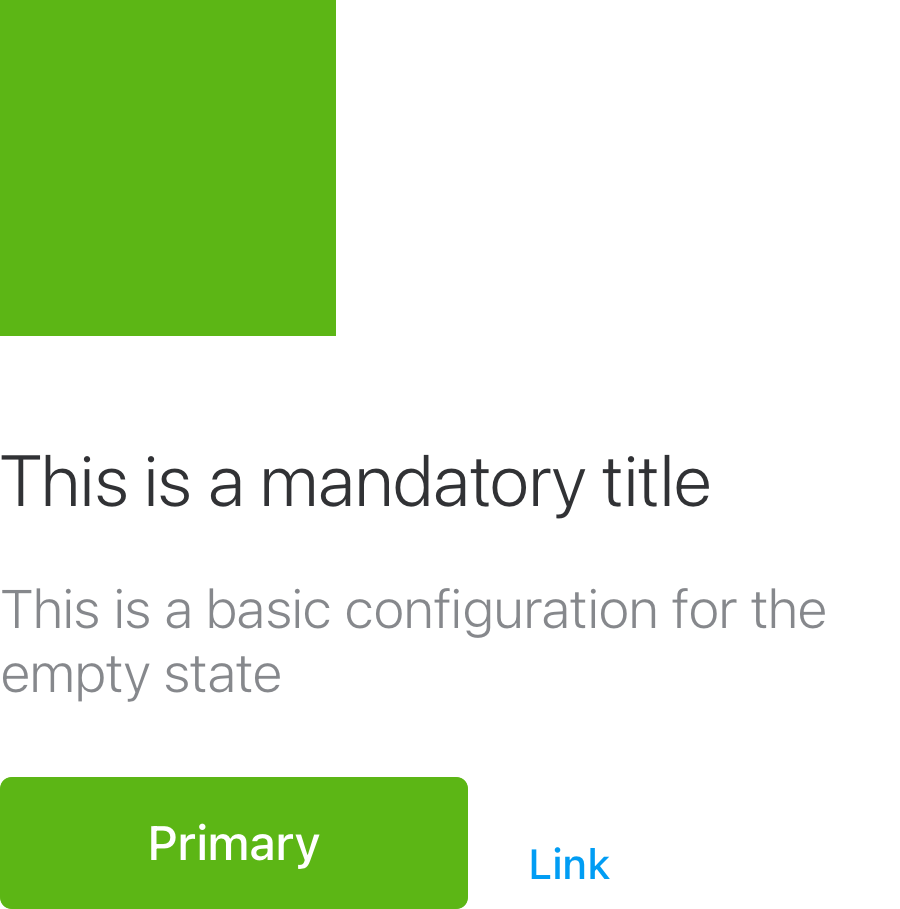 This is a mandatory title
This is a basic configuration for the
empty state
Primary
Link